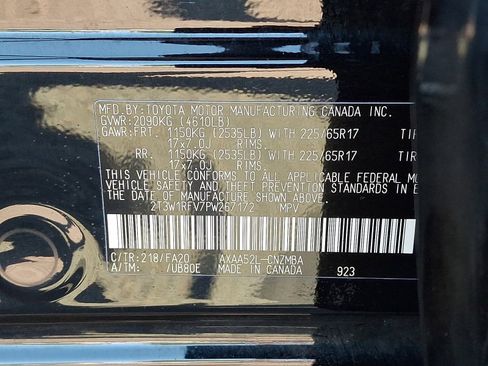 MFD.BY:TOYOTA MOTOR MANUFACTURING CANADA INC.
GVWR:2090KG (4610LB)
GAWR:FRT. 1150KG (2535LB) WITH 225/65R17 TIR
17x7.0J RIMS.
RR. 1150KG (2535LB) WITH 225/65R17 TIR
17x7.0J RIMS.
THIS VEHICLE CONFORMS TO ALL APPLICABLE FEDERAL MO
VEHICLE SAFETY AND THEFT PREVENTION STANDARDS IN E
THE DATE OF MANUFACTURE SHOWN ABOVE.
2T3W1RFV7PW267172 MPV
C/TR:218/FA20 AXAA52L-CNZMBA
A/TM: /UB80E MADE IN CANADA 923